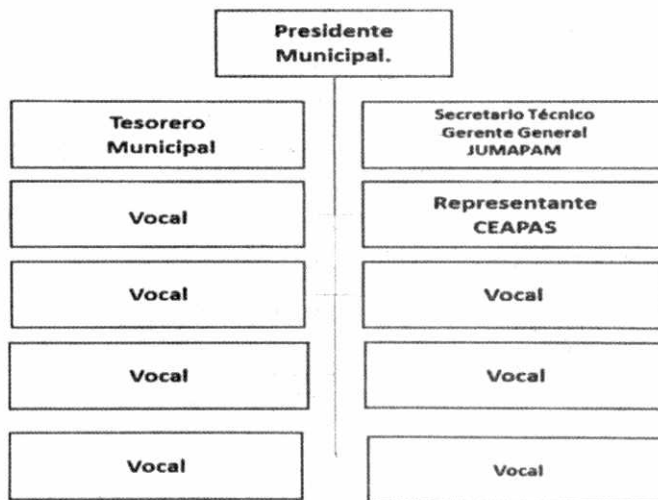 Presidente
Municipal.
Tesorero
Municipal
Secretario Técnico
Gerente General
JUMAPAM
Vocal
Representante
CEAPAS
Vocal
Vocal
Vocal
Vocal
Vocal
Vocal